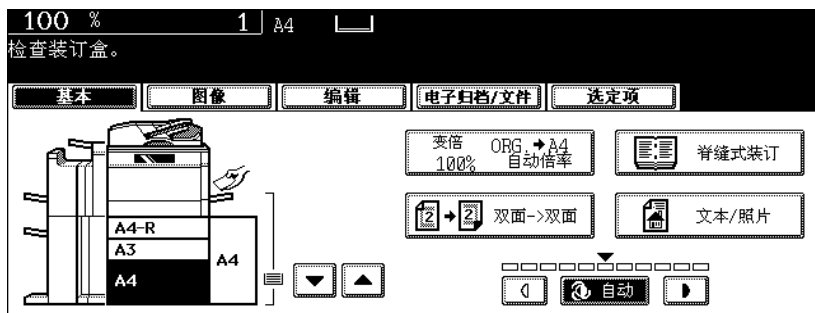 100 % 1 A4
检查装订盒。
基本 图像 编辑 电子归档/文件 选定项
变倍 ORG.➔A4
100% 自动倍率
脊缝式装订
2➔2 双面->双面
文本/照片
A4-R
A3
A4
A4
自动